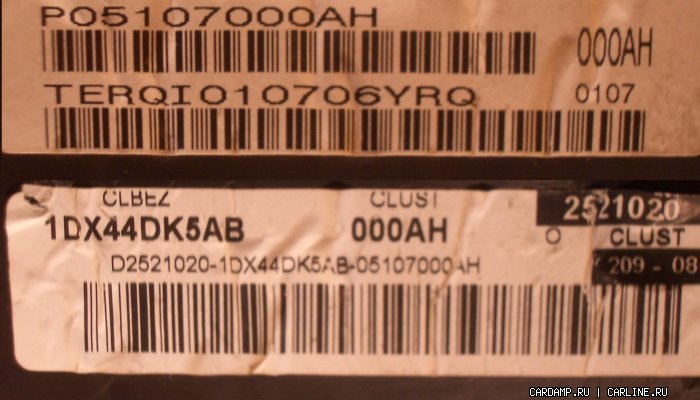 P05107000AH
000AH
TERQI010706YRQ 0107
CLBEZ CLUST 2521020
1DX44DK5AB 000AH O CLUST
D2521020-1DX44DK5AB-05107000AH 209 - 08
CARDAMP.RU | CARLINE.RU